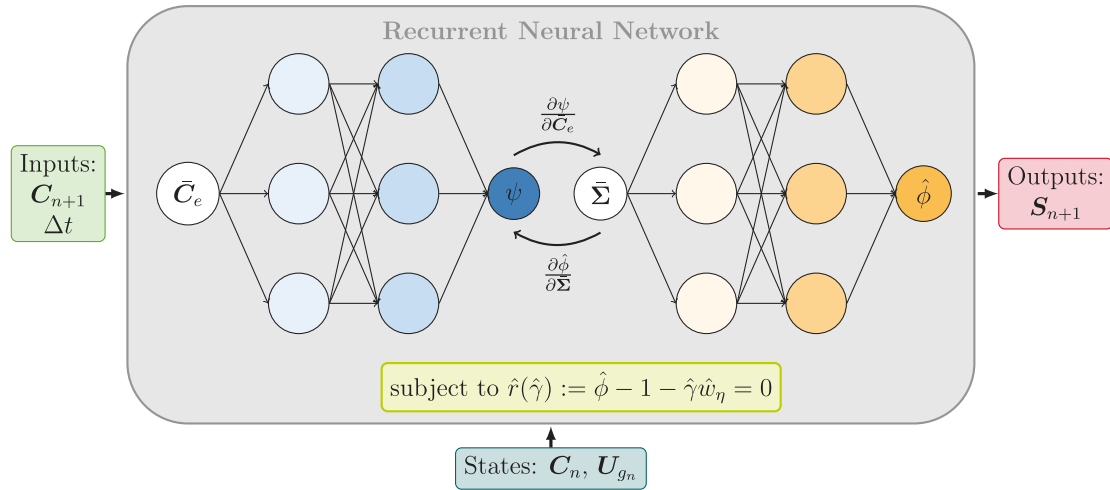 Recurrent Neural Network
Inputs:
C_{n+1}
Δt
C̄_e
ψ
∂ψ/∂C̄_e
∂φ̂/∂Σ̄
Σ̄
φ̂
Outputs:
S_{n+1}
subject to r̂(γ̂) := φ̂ − 1 − γ̂ŵ_η = 0
States: C_n, U_{g_n}